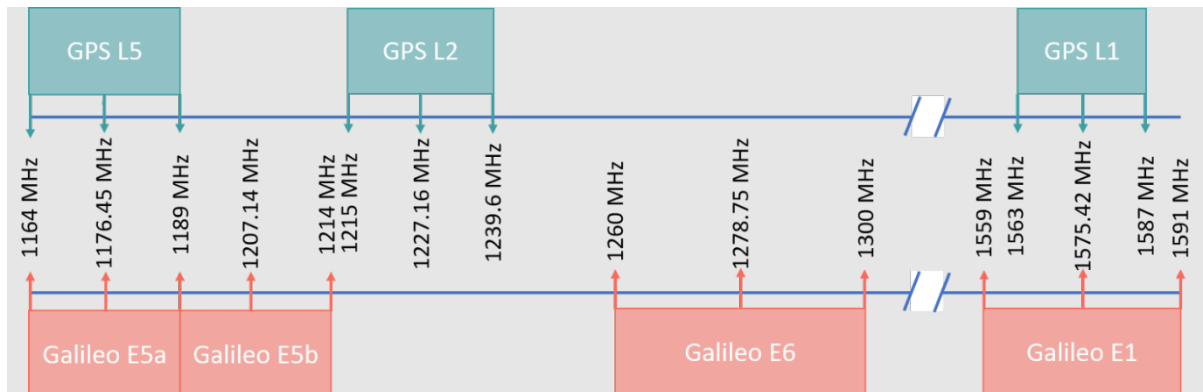 GPS L5
GPS L2
GPS L1
1164 MHz
1176.45 MHz
1189 MHz
1207.14 MHz
1214 MHz
1215 MHz
1227.16 MHz
1239.6 MHz
1260 MHz
1278.75 MHz
1300 MHz
1559 MHz
1563 MHz
1575.42 MHz
1587 MHz
1591 MHz
Galileo E5a
Galileo E5b
Galileo E6
Galileo E1